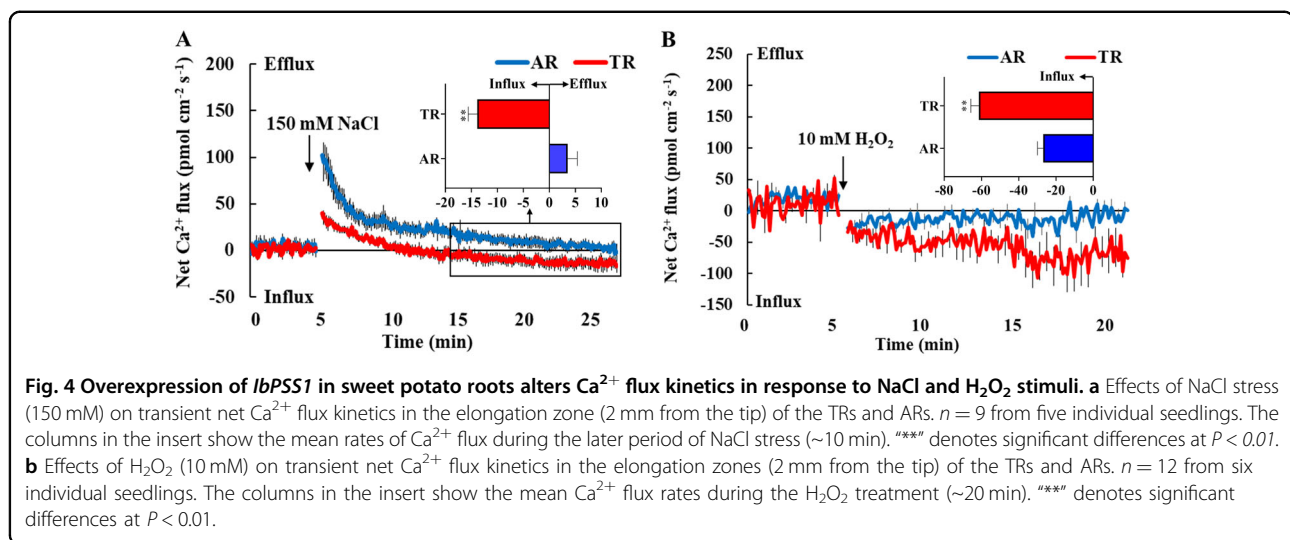 A
Net Ca²⁺ flux (pmol cm⁻² s⁻¹)
200
150
100
50
0
-50
Efflux
Influx
150 mM NaCl
AR TR
Influx Efflux
TR
**
AR
-20 -10 0 5 10
0 5 10 15 20 25
Time (min)
B
Net Ca²⁺ flux (pmol cm⁻² s⁻¹)
250
200
150
100
50
0
-50
-100
-150
Efflux
Influx
10 mM H₂O₂
AR TR
Influx
TR
**
AR
-80 -60 -40 -20 0
0 5 10 15 20
Time (min)
Fig. 4 Overexpression of IbPSS1 in sweet potato roots alters Ca²⁺ flux kinetics in response to NaCl and H₂O₂ stimuli. a Effects of NaCl stress
(150 mM) on transient net Ca²⁺ flux kinetics in the elongation zone (2 mm from the tip) of the TRs and ARs. n = 9 from five individual seedlings. The
columns in the insert show the mean rates of Ca²⁺ flux during the later period of NaCl stress (~10 min). “**” denotes significant differences at P < 0.01.
b Effects of H₂O₂ (10 mM) on transient net Ca²⁺ flux kinetics in the elongation zones (2 mm from the tip) of the TRs and ARs. n = 12 from six
individual seedlings. The columns in the insert show the mean Ca²⁺ flux rates during the H₂O₂ treatment (~20 min). “**” denotes significant
differences at P < 0.01.